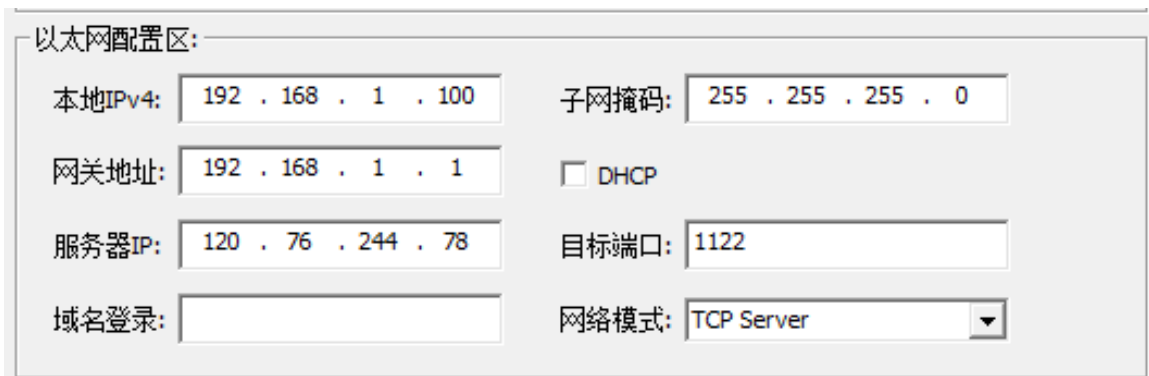 以太网配置区:
本地IPv4: 192 . 168 . 1 . 100 子网掩码: 255 . 255 . 255 . 0
网关地址: 192 . 168 . 1 . 1 DHCP
服务器IP: 120 . 76 . 244 . 78 目标端口: 1122
域名登录: 网络模式: TCP Server